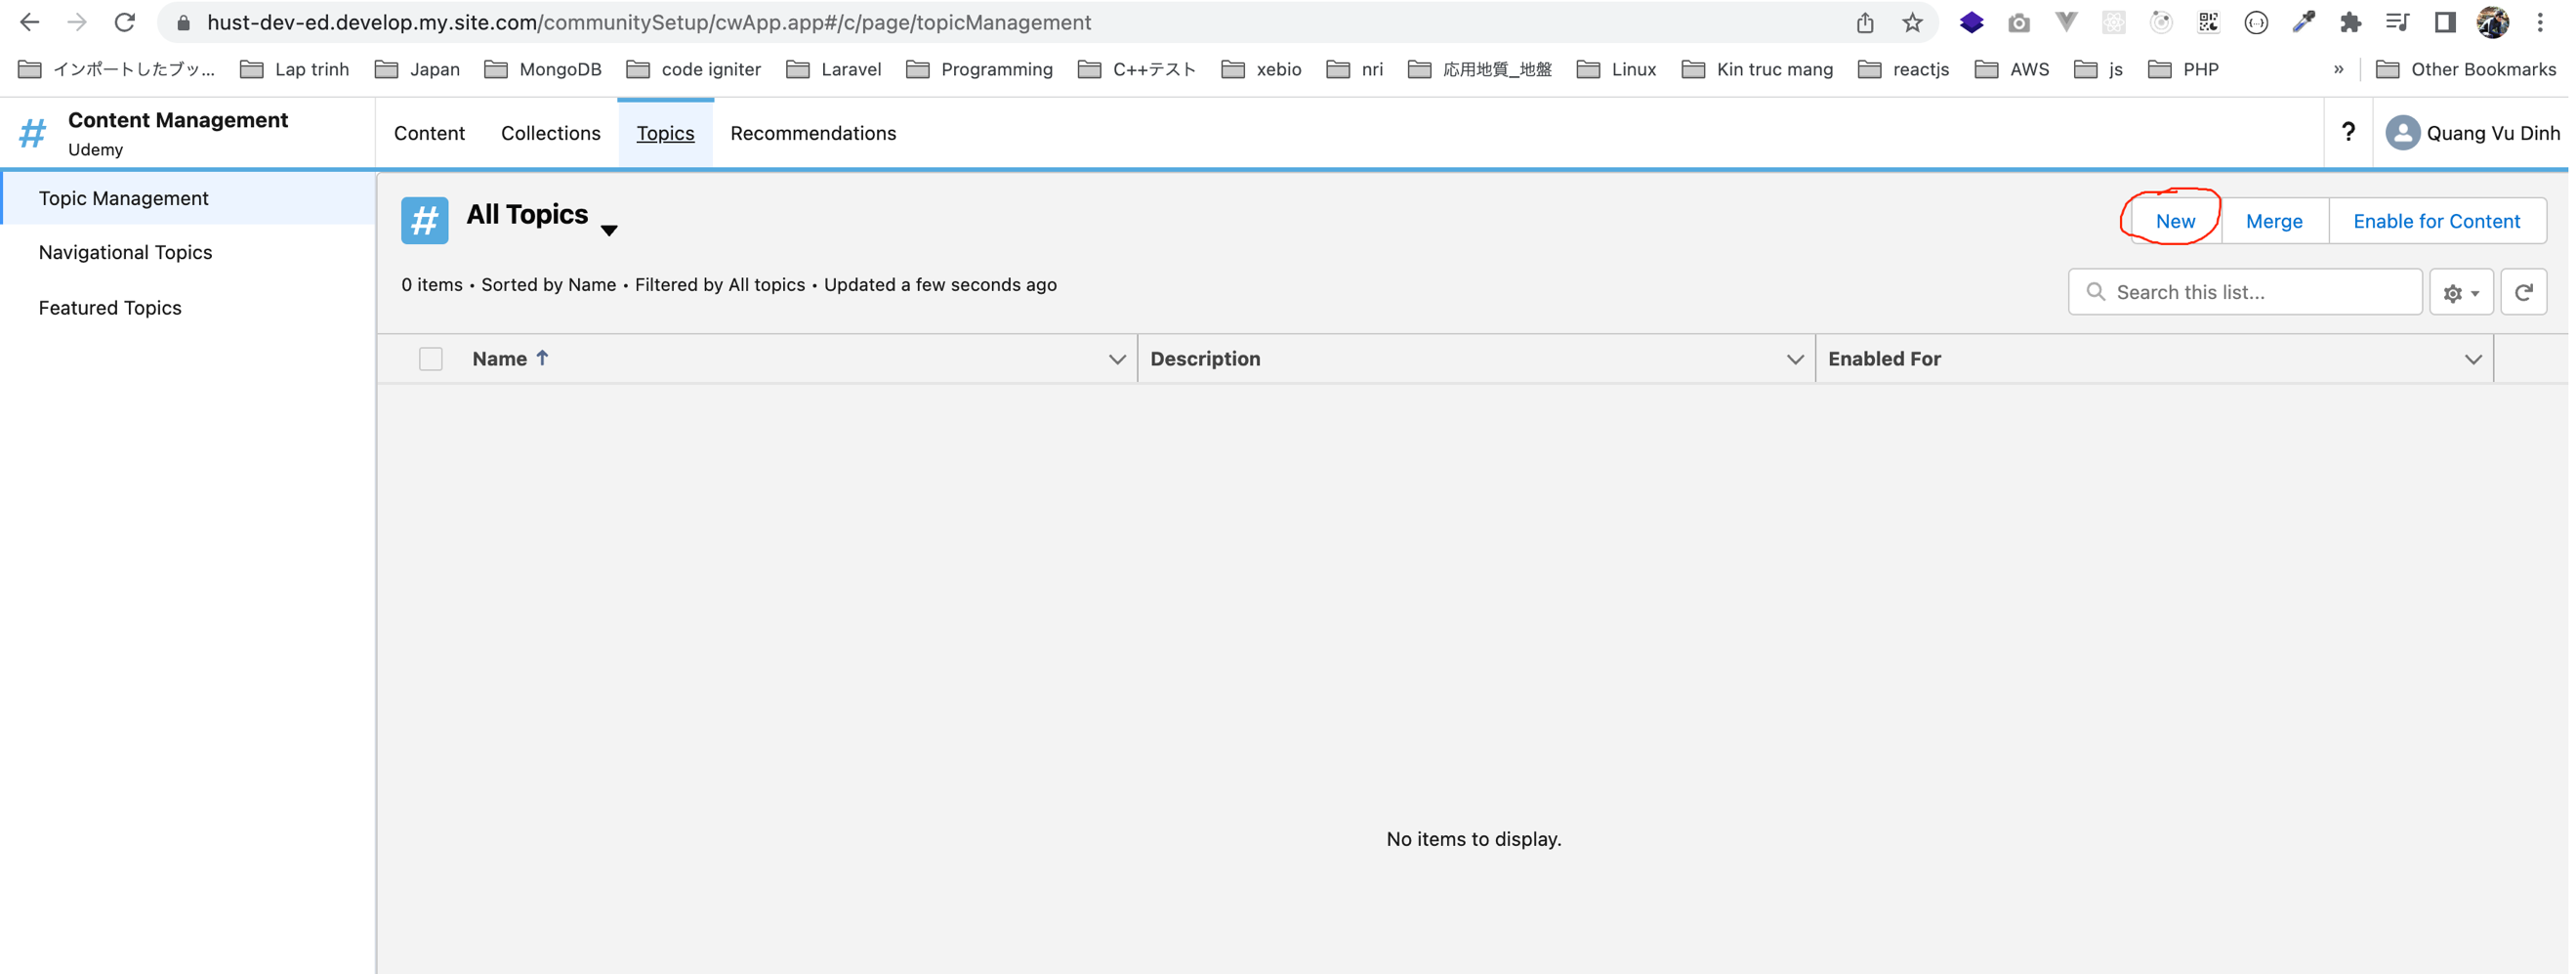 hust-dev-ed.develop.my.site.com/communitySetup/cwApp.app#/c/page/topicManagement
インポートしたブッ... Lap trinh Japan MongoDB code igniter Laravel Programming C++テスト xebio nri 応用地質_地盤 Linux Kin truc mang reactjs AWS js PHP » Other Bookmarks
# Content Management
Udemy
Content Collections Topics Recommendations ? Quang Vu Dinh
Topic Management
Navigational Topics
Featured Topics
# All Topics
New Merge Enable for Content
0 items • Sorted by Name • Filtered by All topics • Updated a few seconds ago
Search this list...
Name Description Enabled For
No items to display.